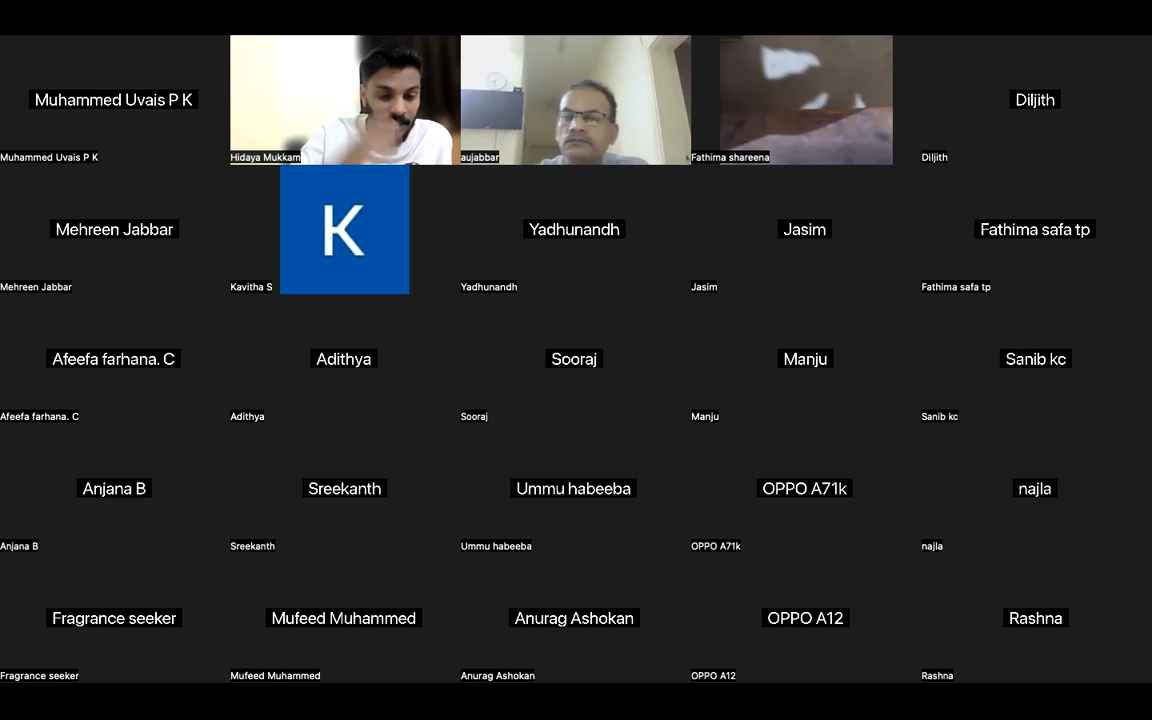 Muhammed Uvais P K
Diljith
Muhammed Uvais P K
Hidaya Mukkam
aujabbar
Fathima shareena
Diljith
Mehreen Jabbar
K
Yadhunandh
Jasim
Fathima safa tp
Mehreen Jabbar
Kavitha S
Yadhunandh
Jasim
Fathima safa tp
Afeefa farhana. C
Adithya
Sooraj
Manju
Sanib kc
Afeefa farhana. C
Adithya
Sooraj
Manju
Sanib kc
Anjana B
Sreekanth
Ummu habeeba
OPPO A71k
najla
Anjana B
Sreekanth
Ummu habeeba
OPPO A71k
najla
Fragrance seeker
Mufeed Muhammed
Anurag Ashokan
OPPO A12
Rashna
Fragrance seeker
Mufeed Muhammed
Anurag Ashokan
OPPO A12
Rashna